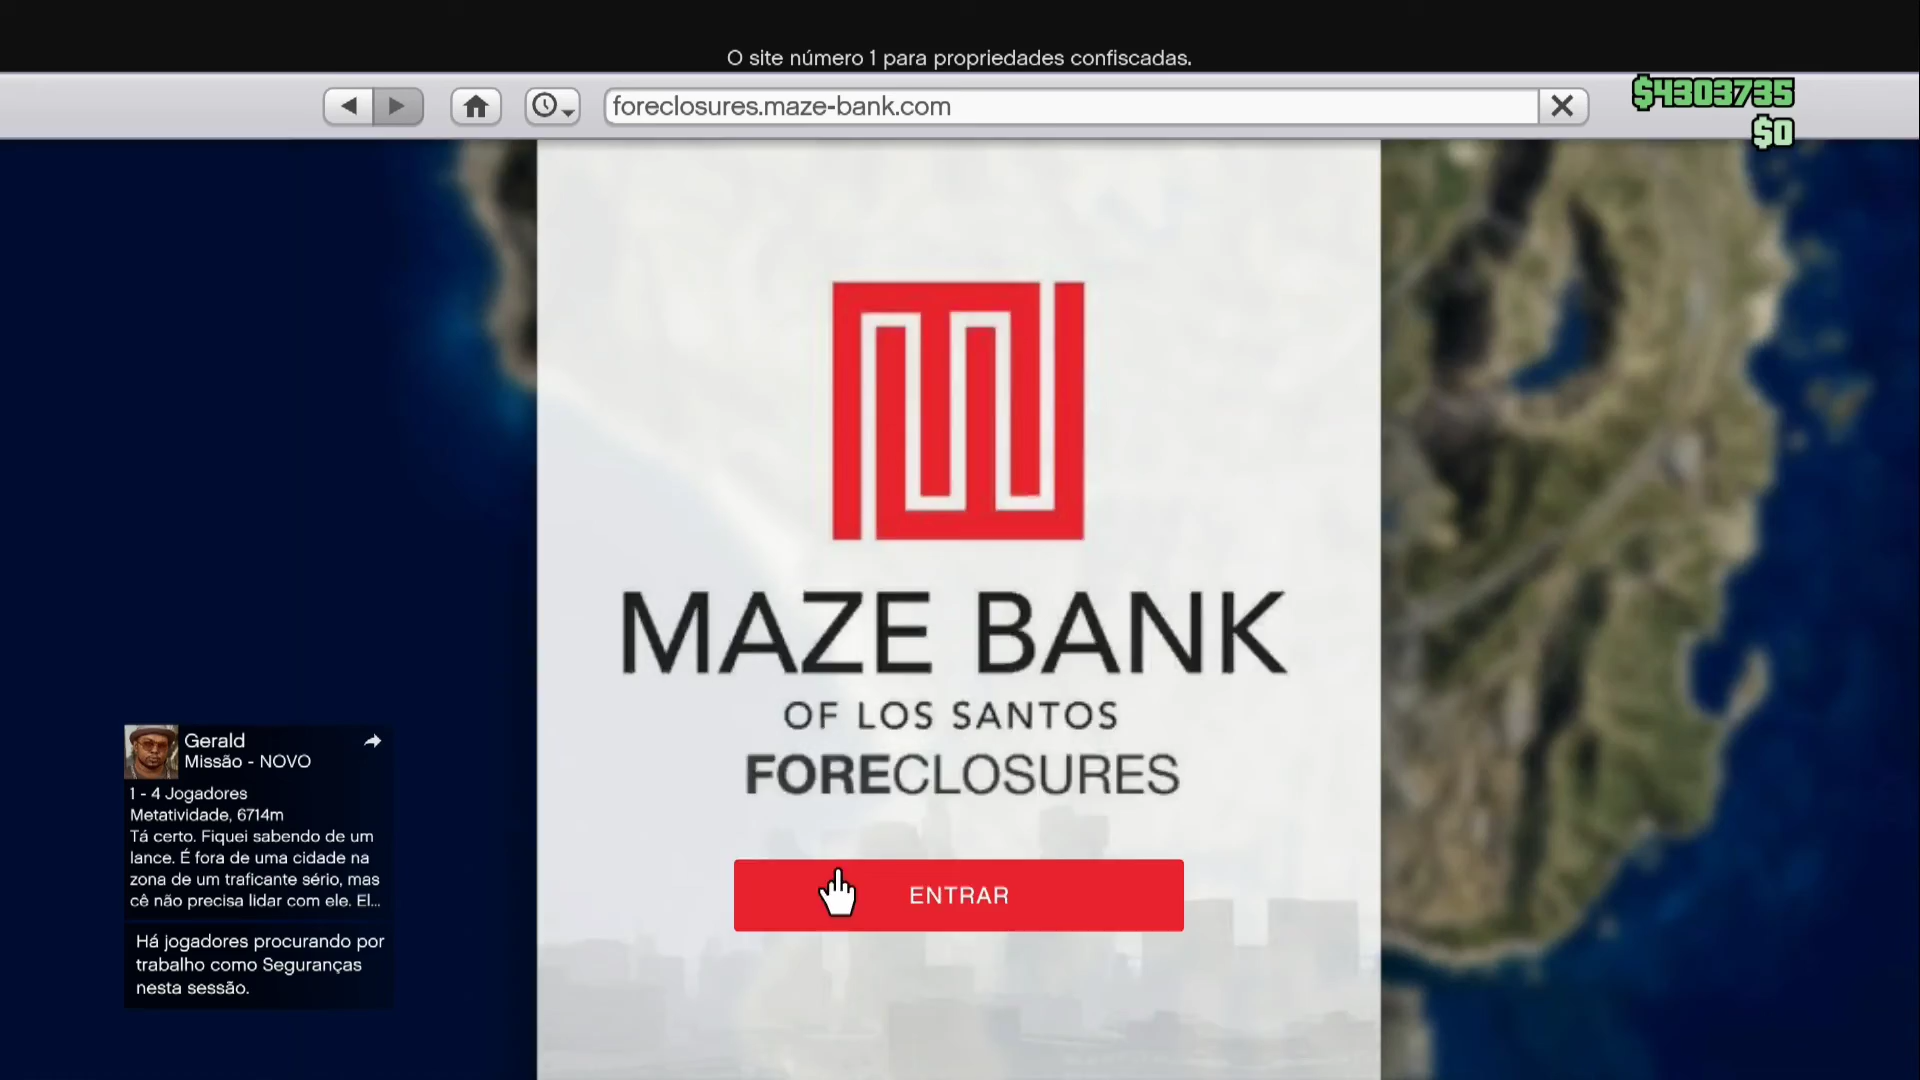 O site número 1 para propriedades confiscadas.
foreclosures.maze-bank.com
$4303735
$0
MAZE BANK
OF LOS SANTOS
FORECLOSURES
ENTRAR
Gerald
Missão - NOVO
1 - 4 Jogadores
Metatividade, 6714m
Tá certo. Fiquei sabendo de um
lance. É fora de uma cidade na
zona de um traficante sério, mas
cê não precisa lidar com ele. El...
Há jogadores procurando por
trabalho como Seguranças
nesta sessão.